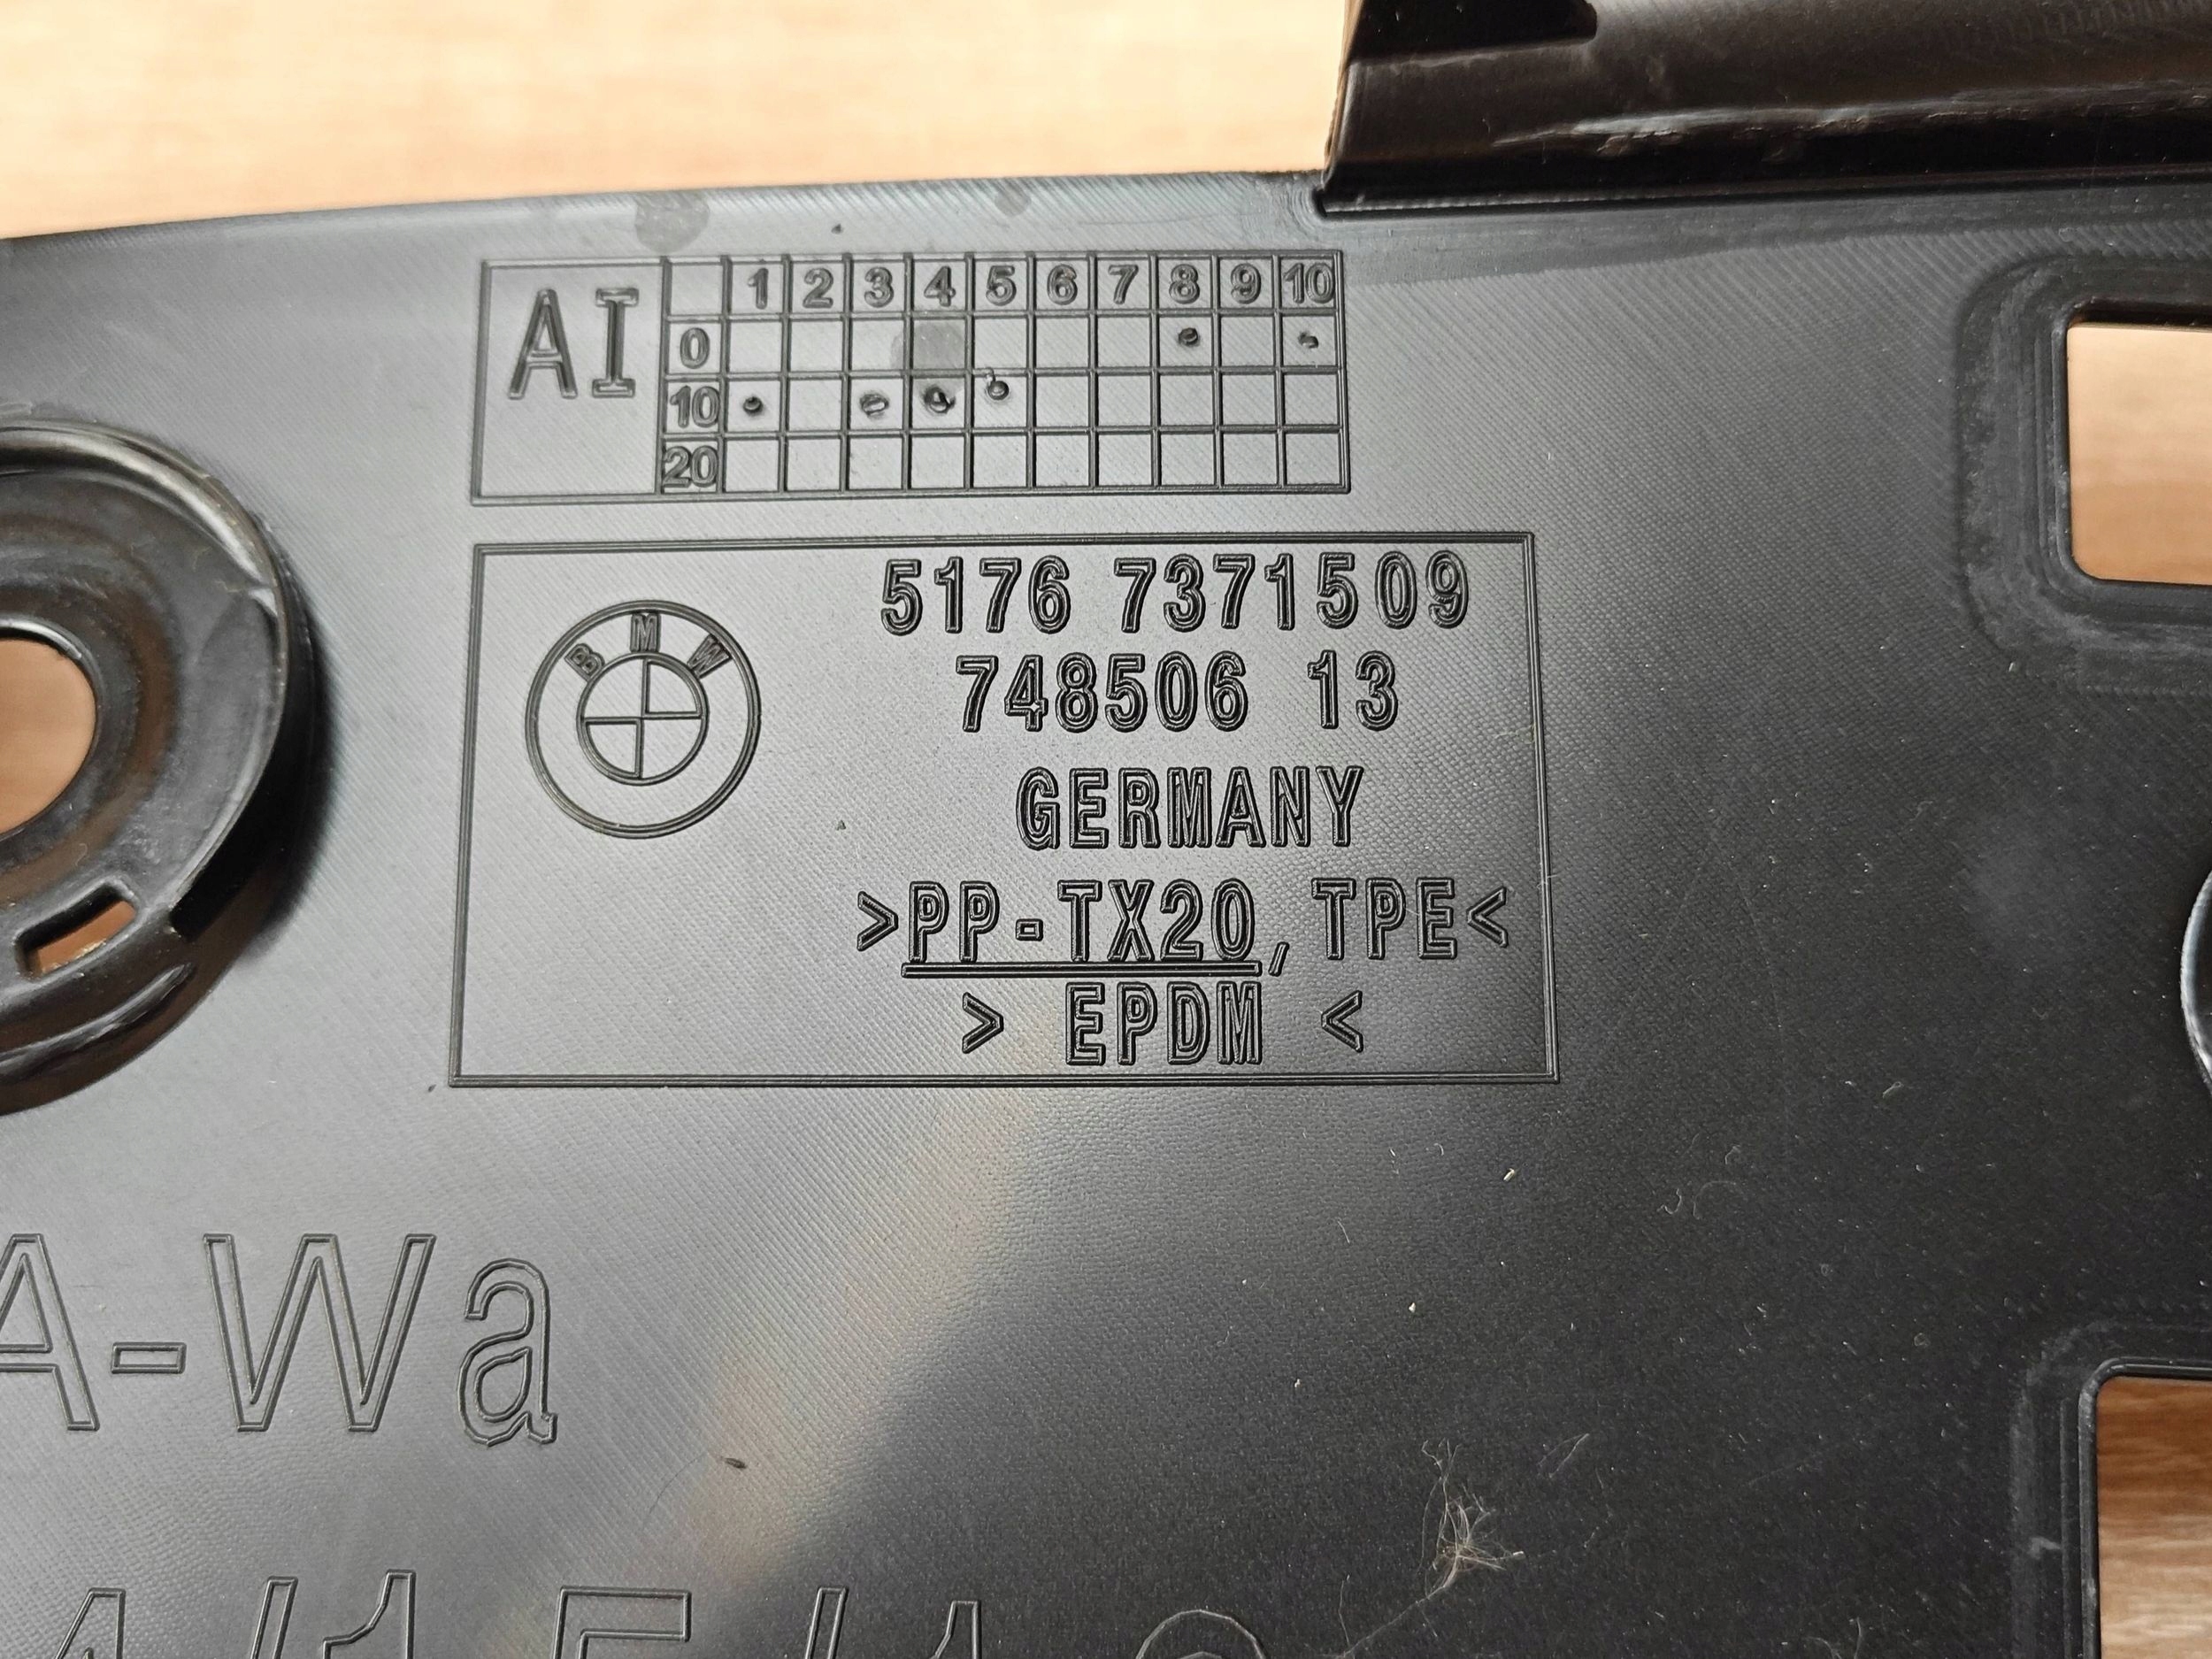 AI
1 2 3 4 5 6 7 8 9 10
0
10
20
BMW
5176 7371509
748506 13
GERMANY
>PP-TX20, TPE<
> EPDM <
A-Wa